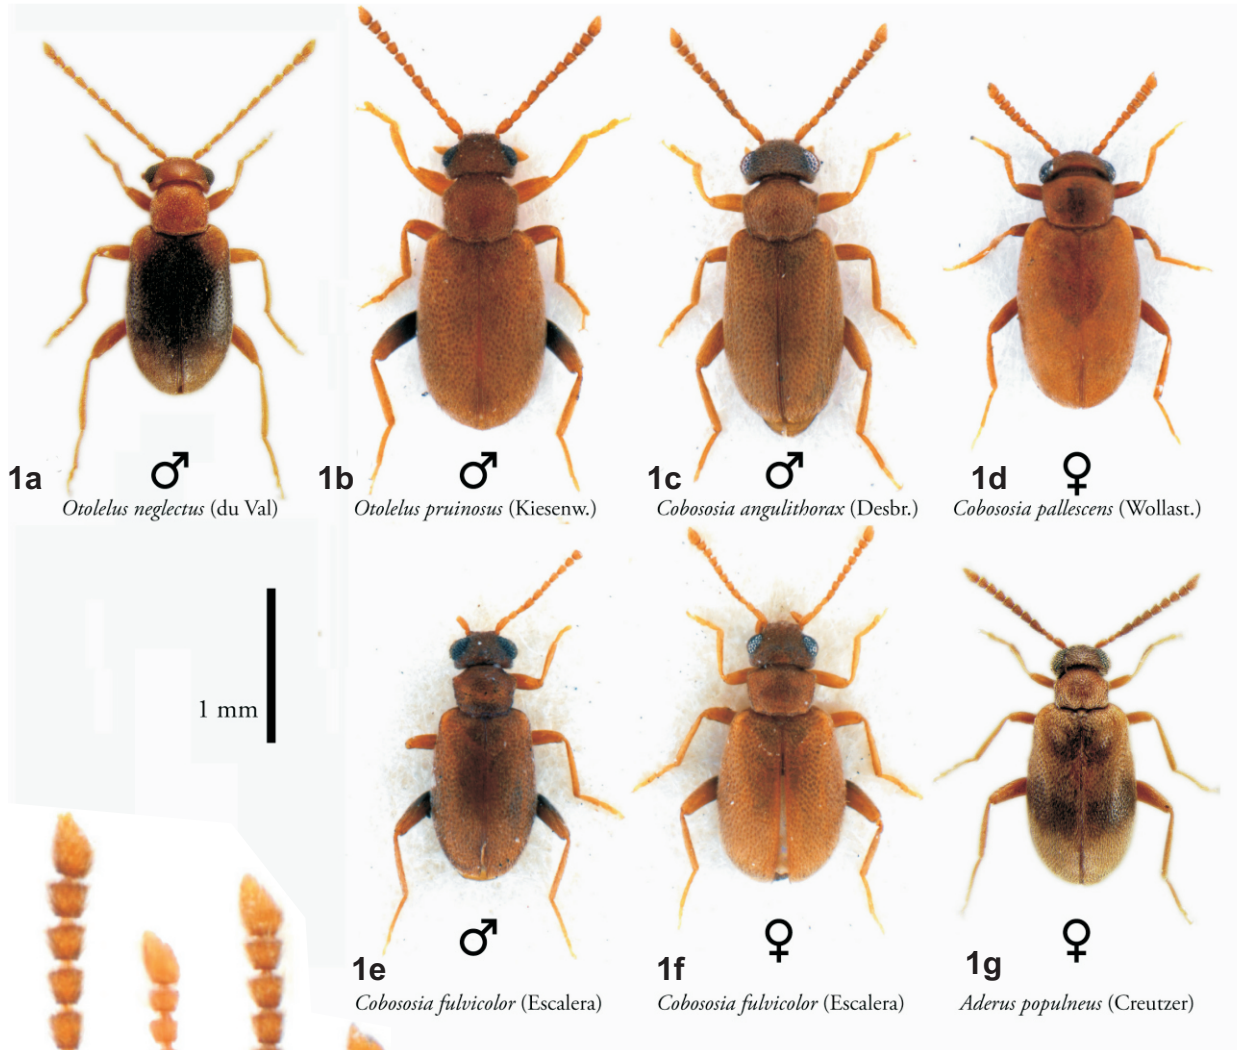 1a ♂ 1b ♂ 1c ♂ 1d ♀
Otolelus neglectus (du Val) Otolelus pruinosus (Kiesenw.) Cobososia angulithorax (Desbr.) Cobososia pallescens (Wollast.)
1 mm
1e ♂ 1f ♀ 1g ♀
Cobososia fulvicolor (Escalera) Cobososia fulvicolor (Escalera) Aderus populneus (Creutzer)